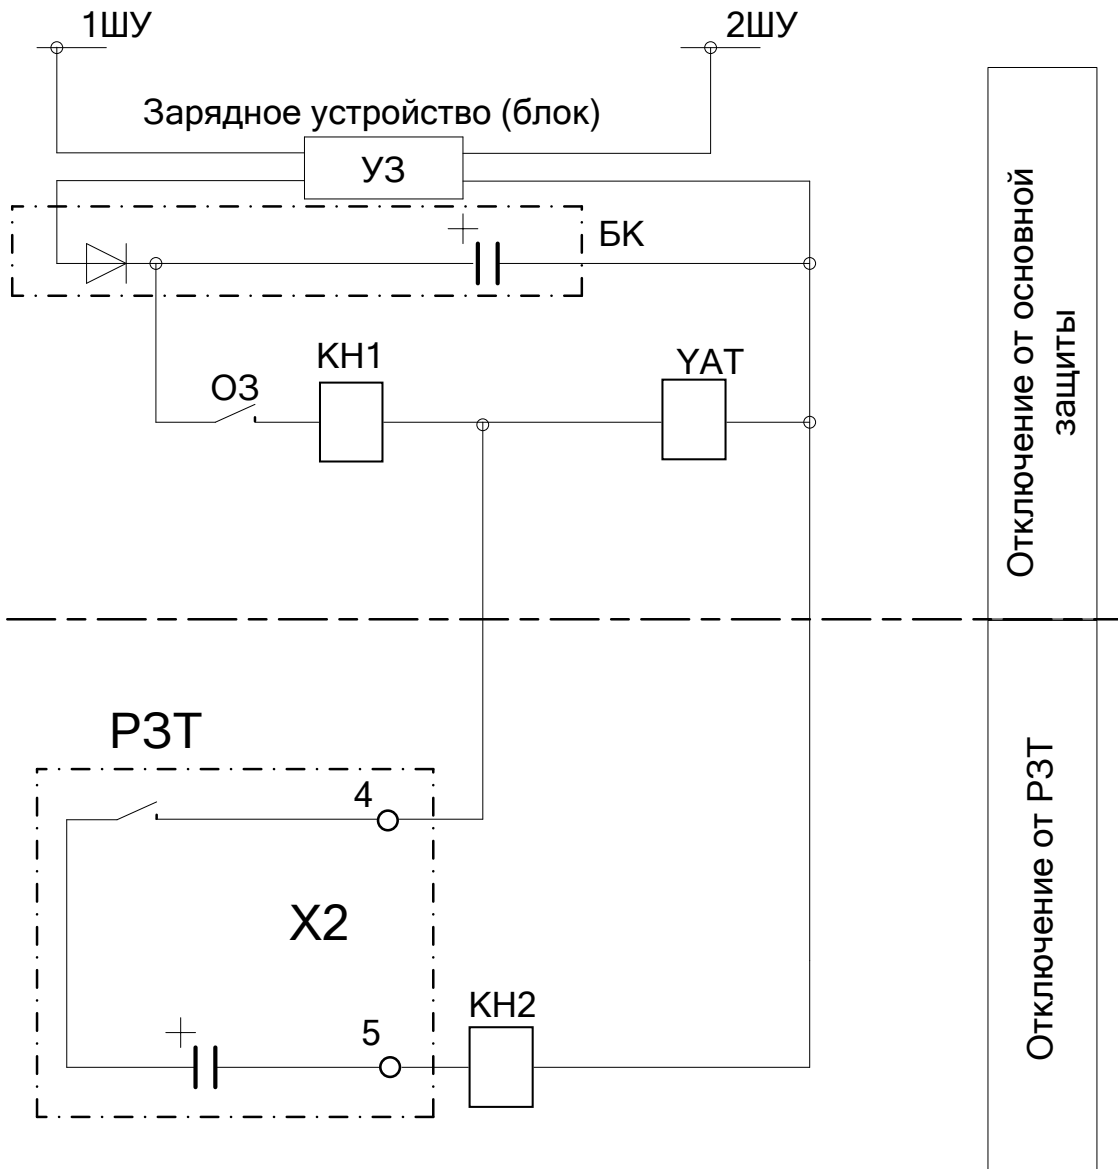 1ШУ
2ШУ
Зарядное устройство (блок)
УЗ
+
БК
КН1
YAT
ОЗ
Отключение от основной
защиты
РЗТ
4
Х2
+
5
КН2
Отключение от РЗТ